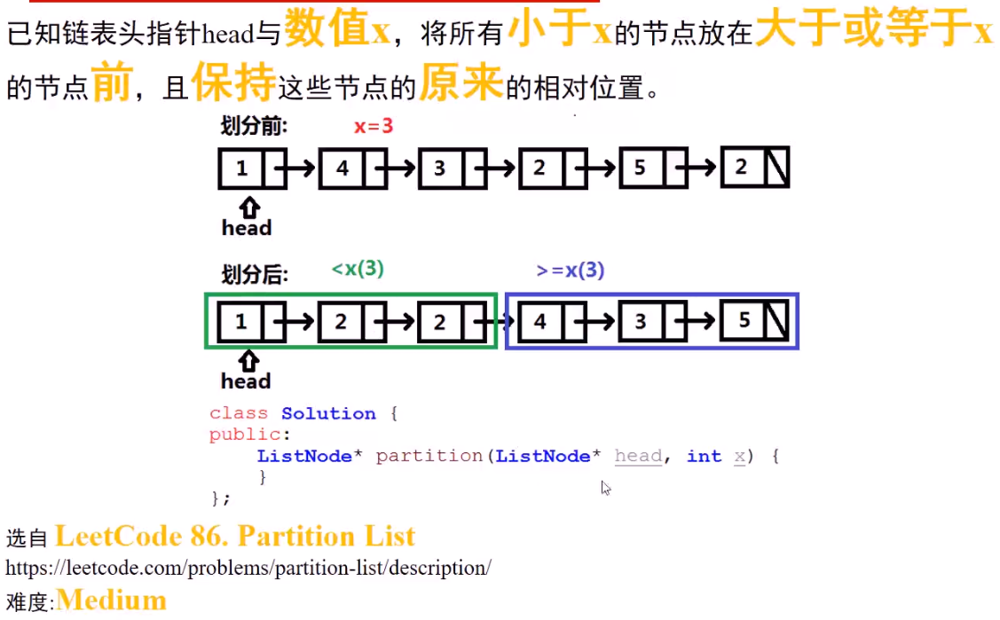 已知链表头指针head与数值x，将所有小于x的节点放在大于或等于x
的节点前，且保持这些节点的原来的相对位置。
划分前: x=3
1 4 3 2 5 2
head
划分后: <x(3) >=x(3)
1 2 2 4 3 5
head
class Solution {
public:
ListNode* partition(ListNode* head, int x) {
}
};
选自 LeetCode 86. Partition List
https://leetcode.com/problems/partition-list/description/
难度:Medium